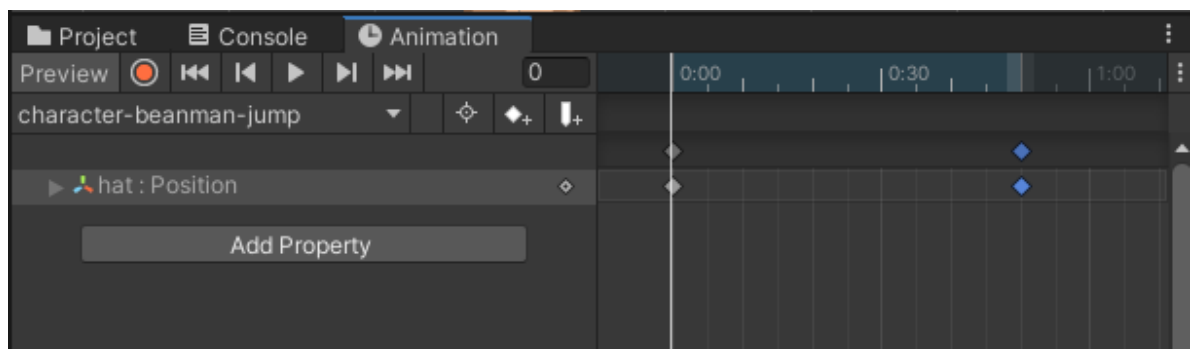 Project Console Animation
Preview 0 0:00 0:30 1:00
character-beanman-jump
hat : Position
Add Property